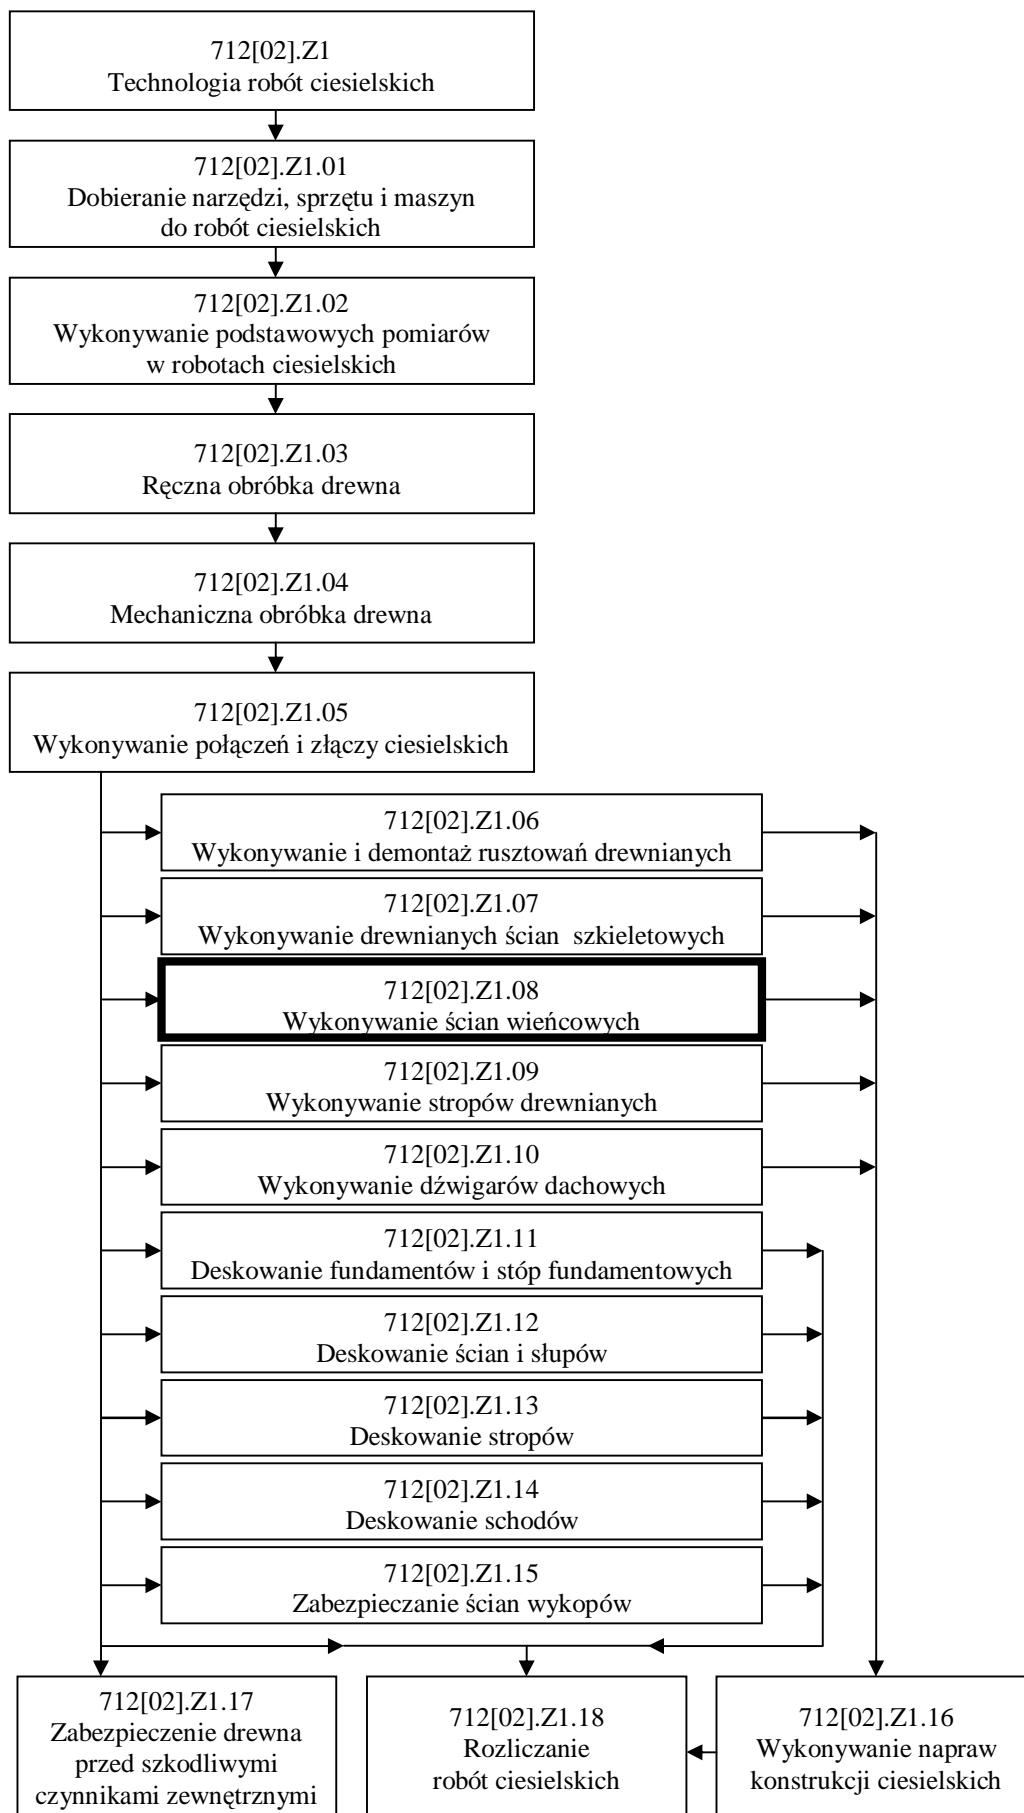 712[02].Z1
Technologia robót ciesielskich
712[02].Z1.01
Dobieranie narzędzi, sprzętu i maszyn
do robót ciesielskich
712[02].Z1.02
Wykonywanie podstawowych pomiarów
w robotach ciesielskich
712[02].Z1.03
Ręczna obróbka drewna
712[02].Z1.04
Mechaniczna obróbka drewna
712[02].Z1.05
Wykonywanie połączeń i złączy ciesielskich
712[02].Z1.06
Wykonywanie i demontaż rusztowań drewnianych
712[02].Z1.07
Wykonywanie drewnianych ścian szkieletowych
712[02].Z1.08
Wykonywanie ścian wieńcowych
712[02].Z1.09
Wykonywanie stropów drewnianych
712[02].Z1.10
Wykonywanie dźwigarów dachowych
712[02].Z1.11
Deskowanie fundamentów i stóp fundamentowych
712[02].Z1.12
Deskowanie ścian i słupów
712[02].Z1.13
Deskowanie stropów
712[02].Z1.14
Deskowanie schodów
712[02].Z1.15
Zabezpieczanie ścian wykopów
712[02].Z1.17
Zabezpieczenie drewna
przed szkodliwymi
czynnikami zewnętrznymi
712[02].Z1.18
Rozliczanie
robót ciesielskich
712[02].Z1.16
Wykonywanie napraw
konstrukcji ciesielskich